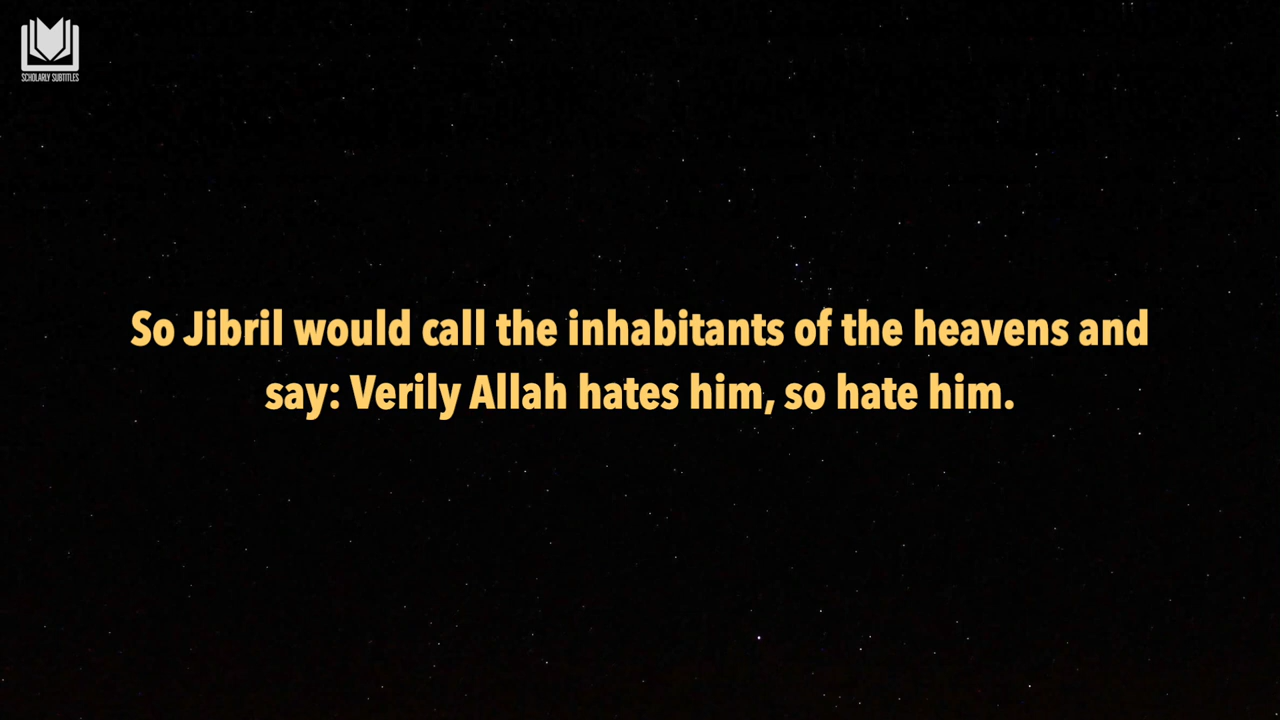 SCHOLARLY SUBTITLES
So Jibril would call the inhabitants of the heavens and
say: Verily Allah hates him, so hate him.